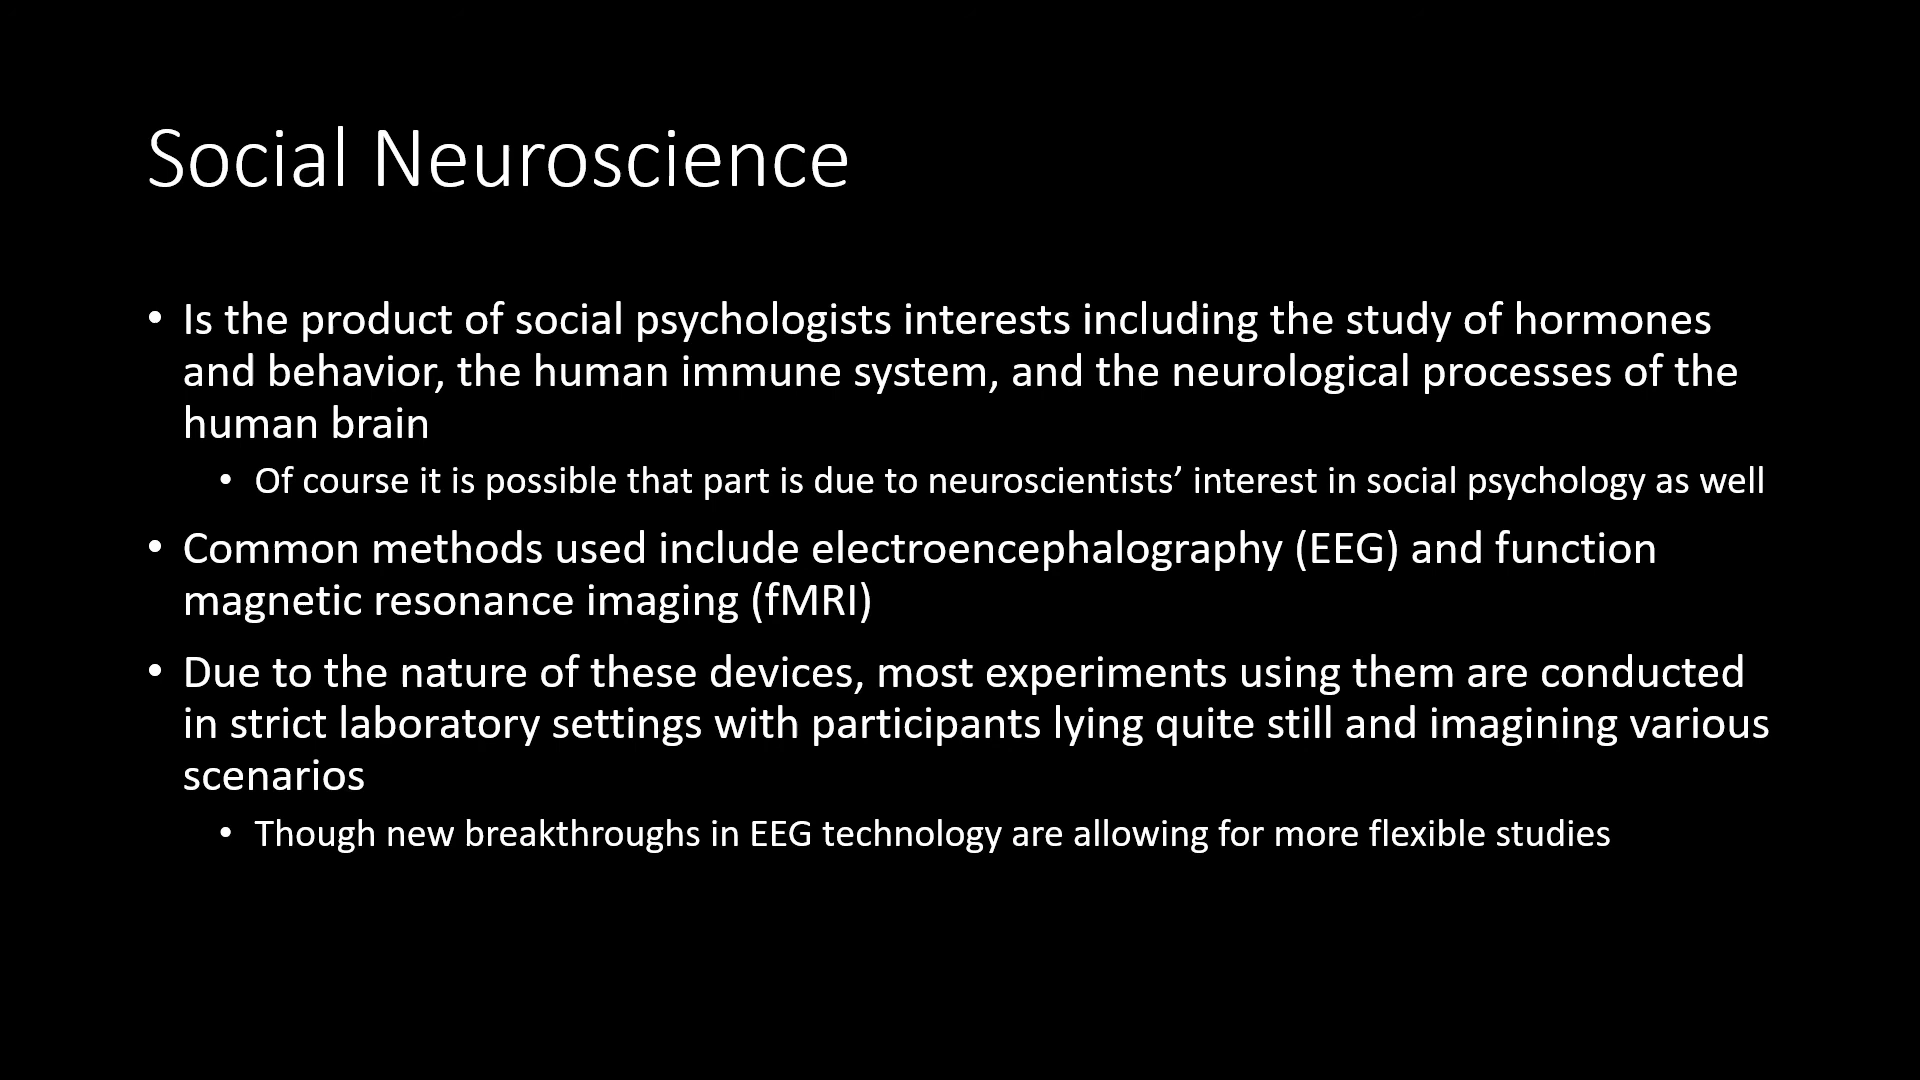 Social Neuroscience
• Is the product of social psychologists interests including the study of hormones
and behavior, the human immune system, and the neurological processes of the
human brain
• Of course it is possible that part is due to neuroscientists’ interest in social psychology as well
• Common methods used include electroencephalography (EEG) and function
magnetic resonance imaging (fMRI)
• Due to the nature of these devices, most experiments using them are conducted
in strict laboratory settings with participants lying quite still and imagining various
scenarios
• Though new breakthroughs in EEG technology are allowing for more flexible studies